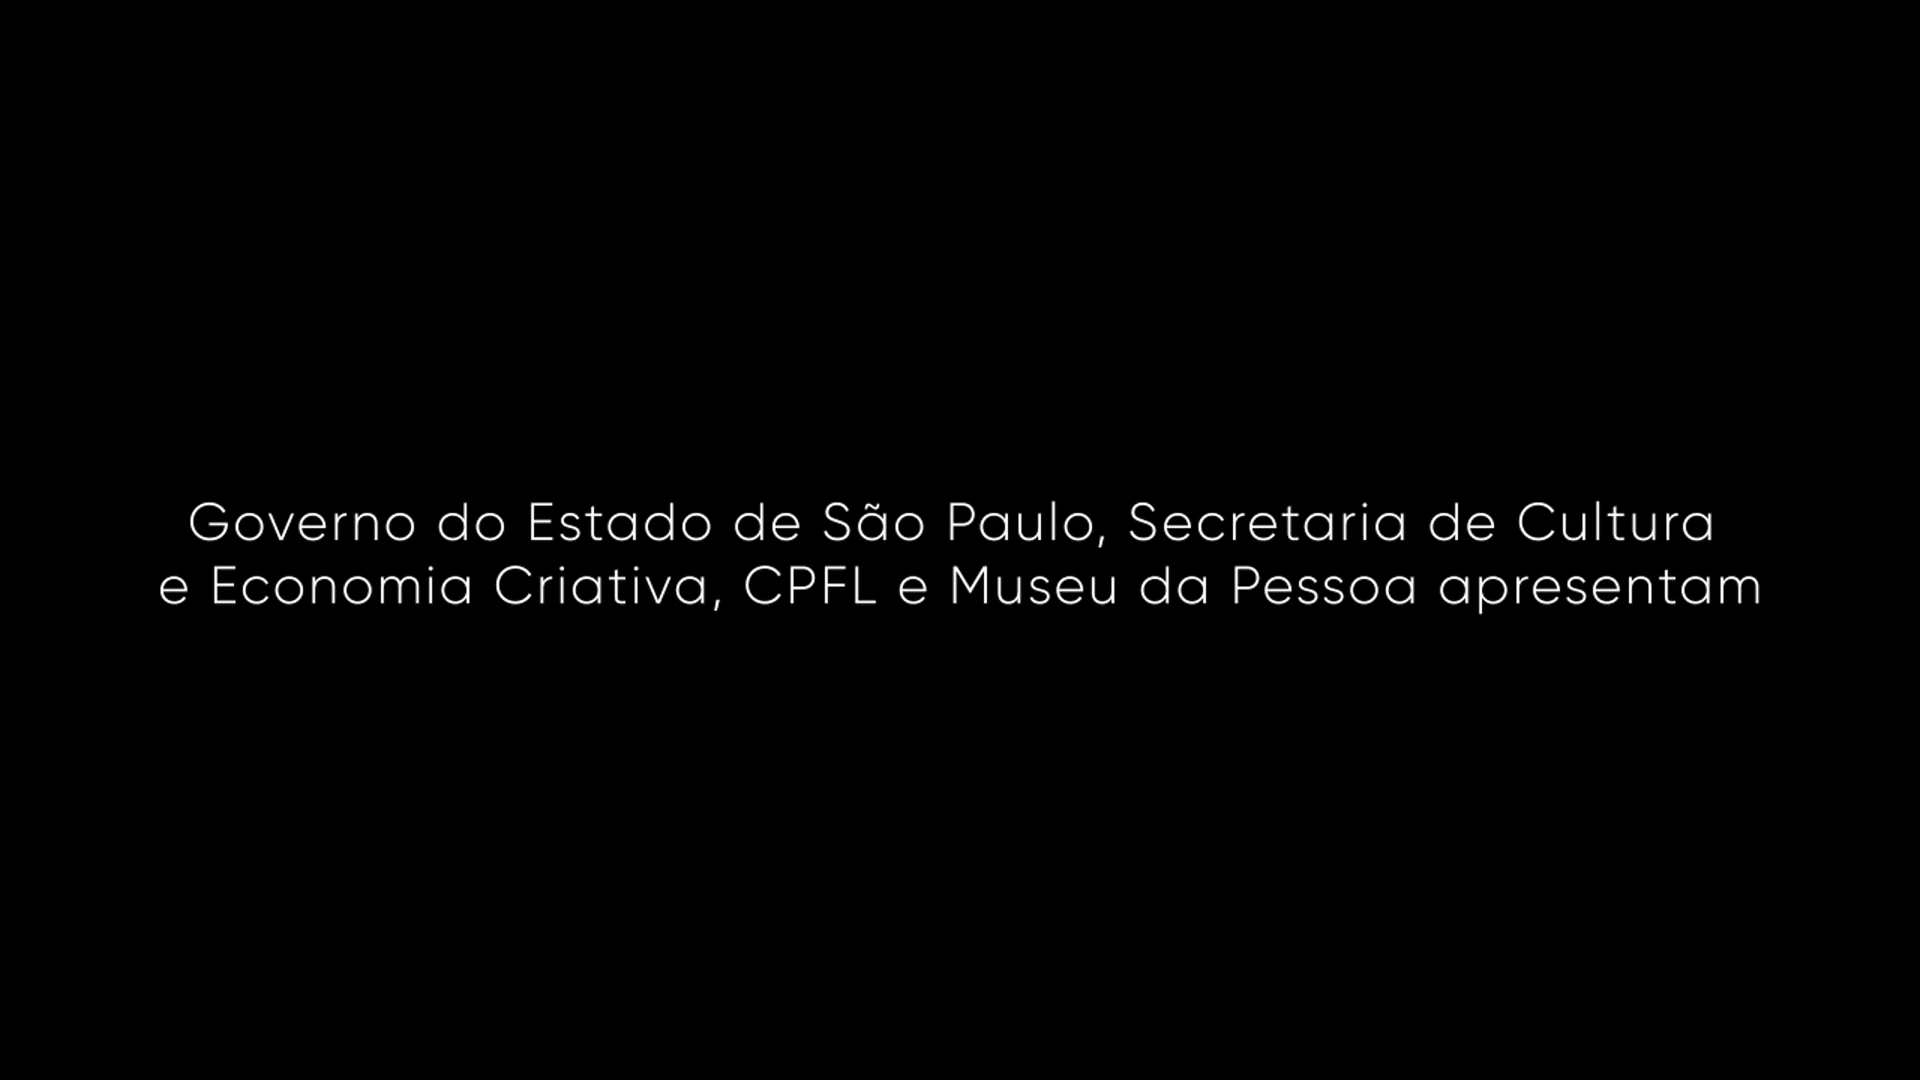 Governo do Estado de São Paulo, Secretaria de Cultura
e Economia Criativa, CPFL e Museu da Pessoa apresentam